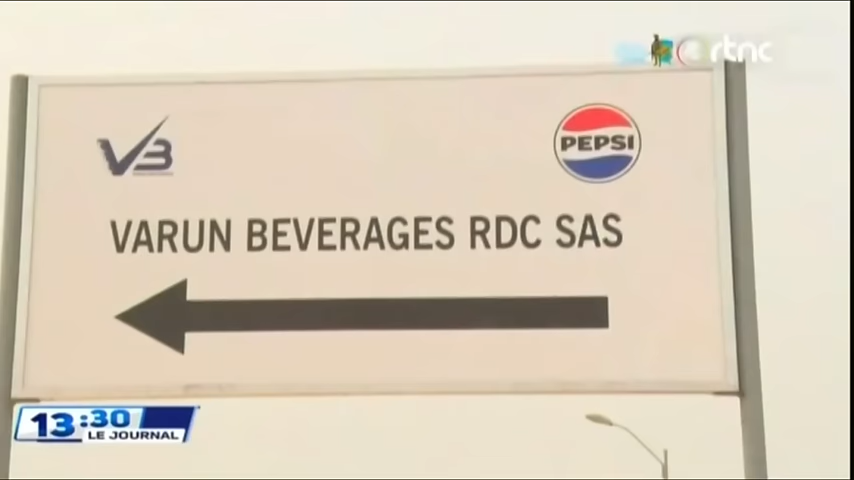 rtnc
VB
PEPSI
VARUN BEVERAGES RDC SAS
13:30
LE JOURNAL